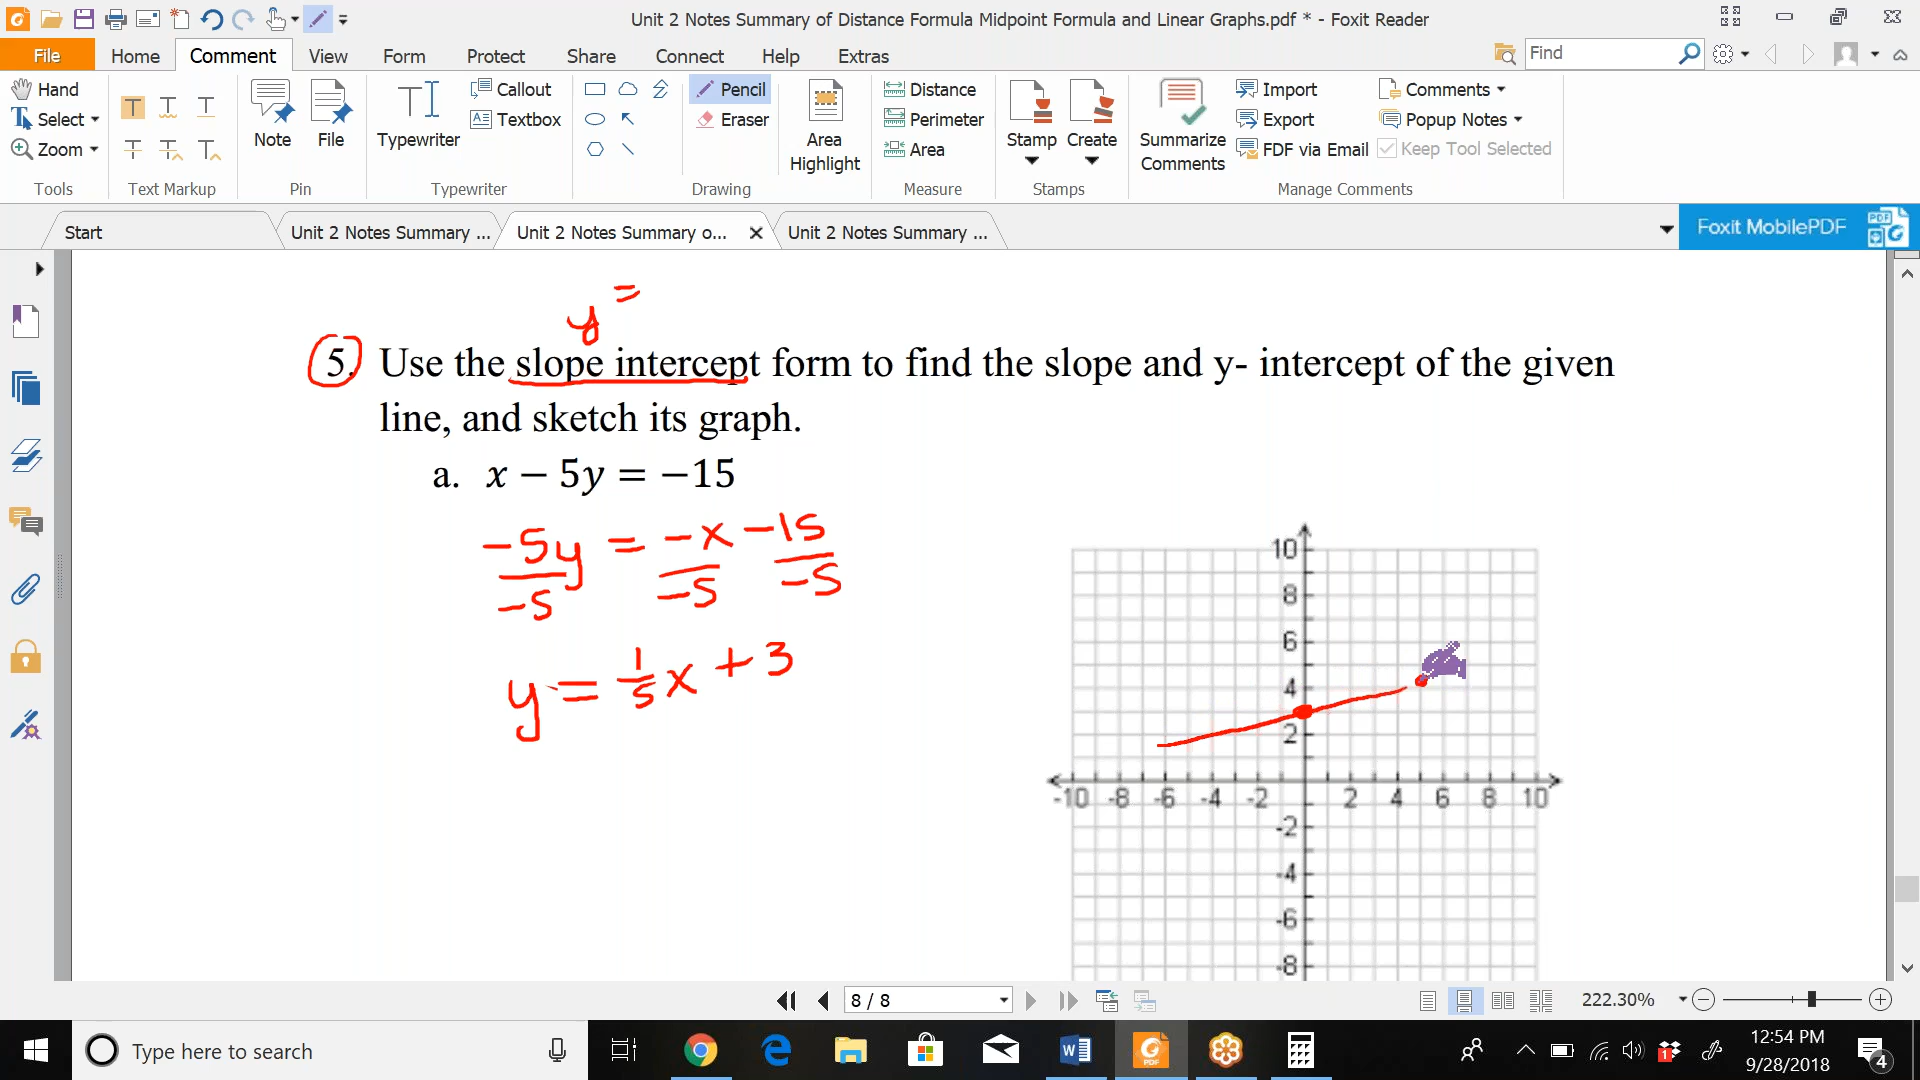 Unit 2 Notes Summary of Distance Formula Midpoint Formula and Linear Graphs.pdf * - Foxit Reader
File Home Comment View Form Protect Share Connect Help Extras Find
Hand Select Zoom
Tools
Text Markup
Note File
Pin
Typewriter Callout Textbox
Typewriter
Pencil Eraser
Drawing
Area Highlight
Distance Perimeter Area
Measure
Stamp Create
Stamps
Summarize Comments Import Export FDF via Email Comments Popup Notes Keep Tool Selected
Manage Comments
Start Unit 2 Notes Summary ... Unit 2 Notes Summary o... Unit 2 Notes Summary ... Foxit MobilePDF
y =
5. Use the slope intercept form to find the slope and y- intercept of the given
line, and sketch its graph.
a. x − 5y = −15
-5y = -x -15
-5 -5 -5
y = 1/5 x + 3
10
8
6
4
2
-10 -8 -6 -4 -2 2 4 6 8 10
-2
-4
-6
-8
8 / 8 222.30%
Type here to search
12:54 PM
9/28/2018
4